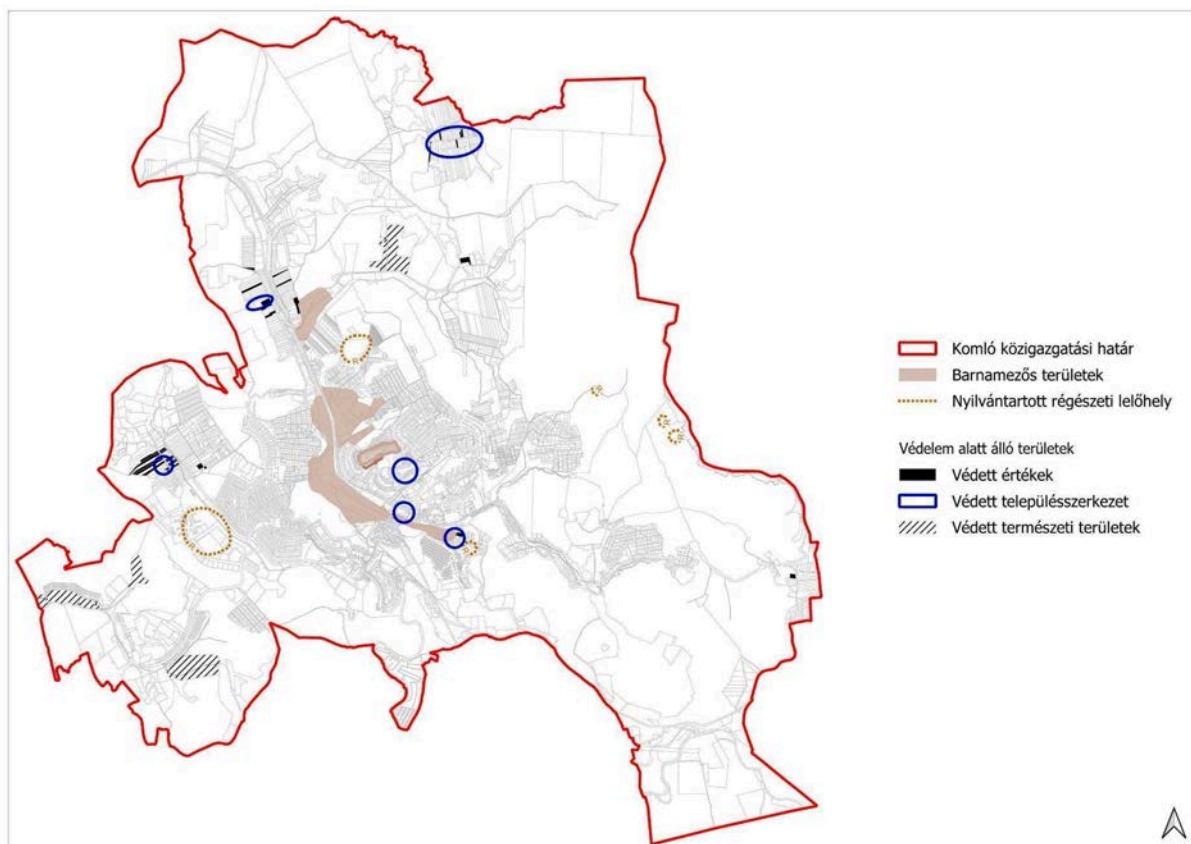 Komló közigazgatási határ
Barnamezős területek
Nyilvántartott régészeti lelőhely
Védelem alatt álló területek
Védett értékek
Védett településszerkezet
Védett természeti területek